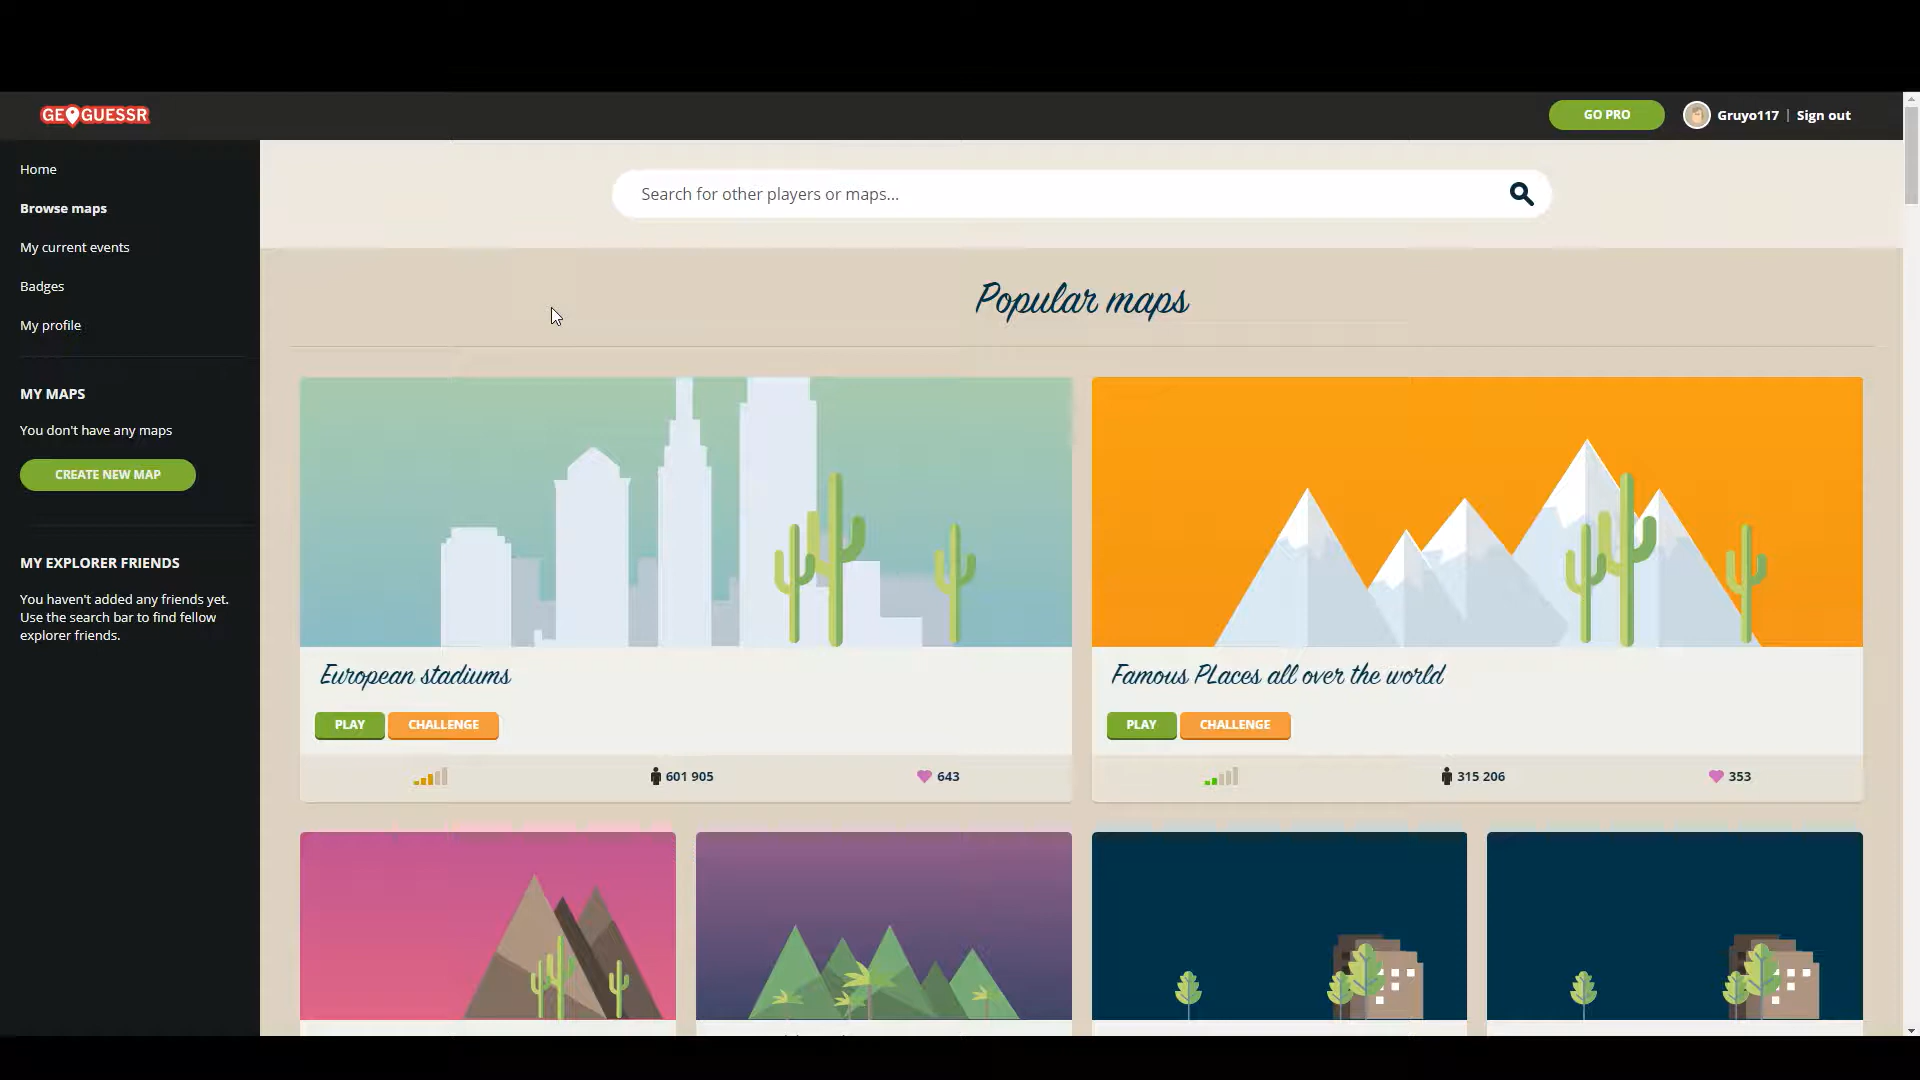 GEOGUESSR
GO PRO
Gruyo117 | Sign out
Home
Browse maps
My current events
Badges
My profile
MY MAPS
You don't have any maps
CREATE NEW MAP
MY EXPLORER FRIENDS
You haven't added any friends yet.
Use the search bar to find fellow
explorer friends.
Search for other players or maps...
Popular maps
European stadiums
PLAY CHALLENGE
601 905 643
Famous PLaces all over the world
PLAY CHALLENGE
315 206 353